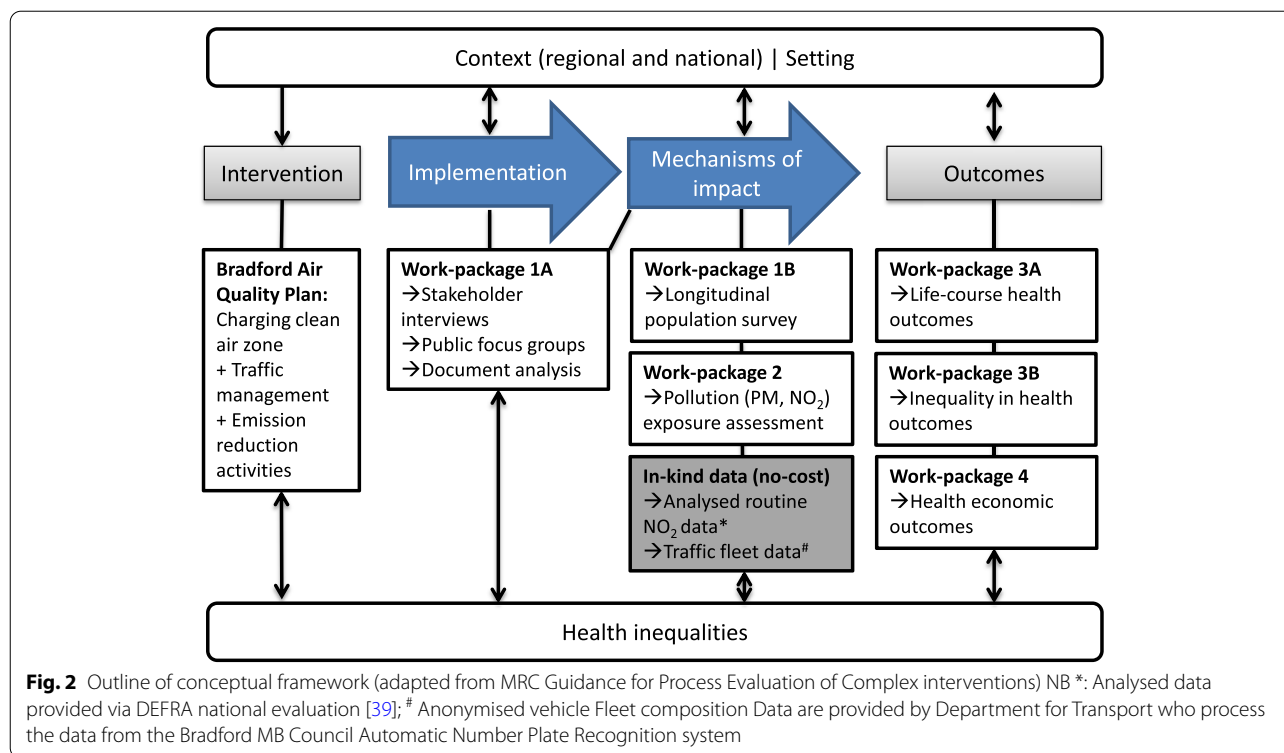 Context (regional and national) | Setting
Intervention
Implementation
Mechanisms of
impact
Outcomes
Bradford Air
Quality Plan:
Charging clean
air zone
+ Traffic
management
+ Emission
reduction
activities
Work-package 1A
→Stakeholder
interviews
→Public focus groups
→Document analysis
Work-package 1B
→Longitudinal
population survey
Work-package 2
→Pollution (PM, NO₂)
exposure assessment
In-kind data (no-cost)
→Analysed routine
NO₂ data*
→Traffic fleet data#
Work-package 3A
→Life-course health
outcomes
Work-package 3B
→Inequality in health
outcomes
Work-package 4
→Health economic
outcomes
Health inequalities
Fig. 2 Outline of conceptual framework (adapted from MRC Guidance for Process Evaluation of Complex interventions) NB *: Analysed data
provided via DEFRA national evaluation [39]; # Anonymised vehicle Fleet composition Data are provided by Department for Transport who process
the data from the Bradford MB Council Automatic Number Plate Recognition system